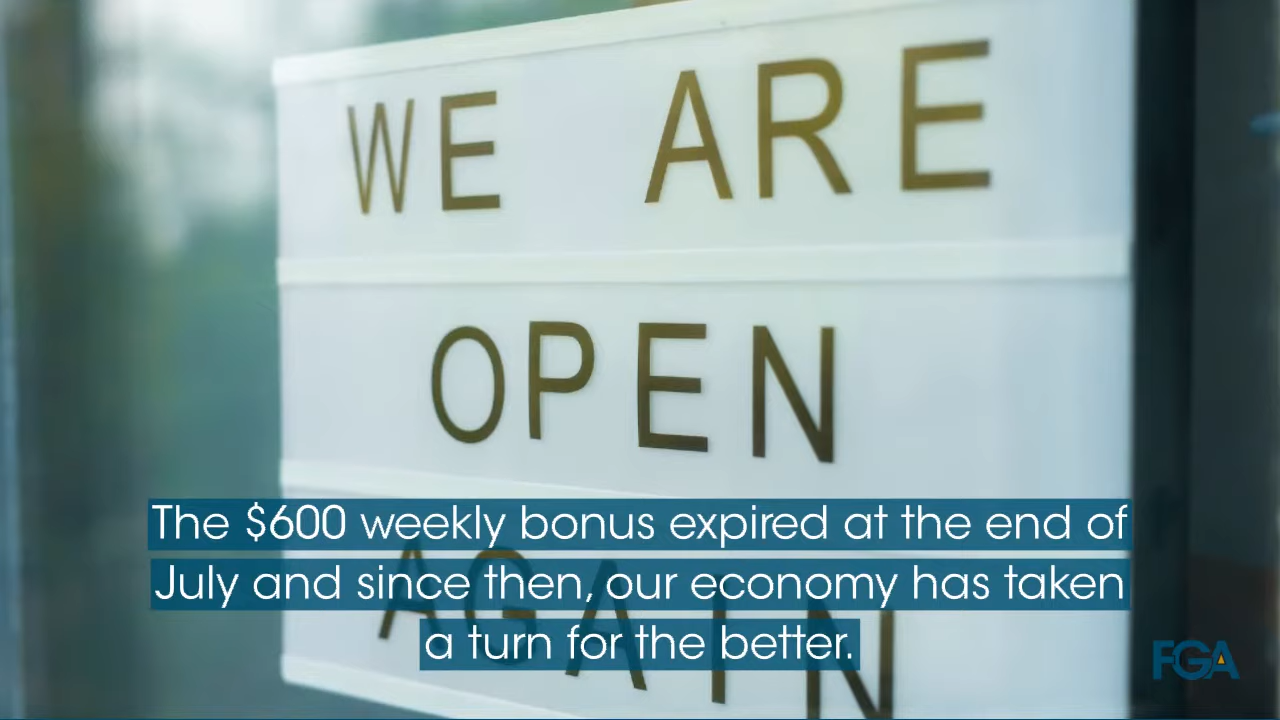 WE ARE
OPEN
AGAIN
The $600 weekly bonus expired at the end of
July and since then, our economy has taken
a turn for the better.
FGA